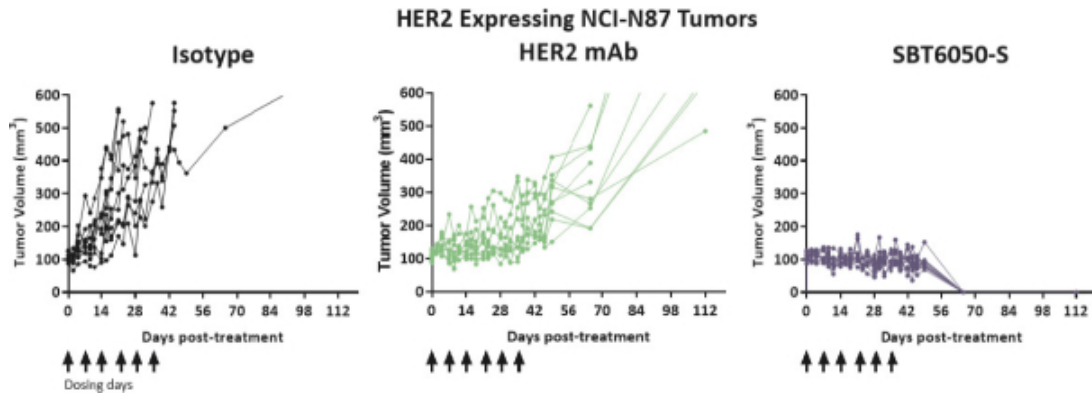 HER2 Expressing NCI-N87 Tumors
Isotype
HER2 mAb
SBT6050-S
Tumor Volume (mm³)
600
500
400
300
200
100
0
0 14 28 42 56 70 84 98 112
Days post-treatment
Dosing days
Tumor Volume (mm³)
600
500
400
300
200
100
0
0 14 28 42 56 70 84 98 112
Days post-treatment
Tumor Volume (mm³)
600
500
400
300
200
100
0
0 14 28 42 56 70 84 98 112
Days post-treatment